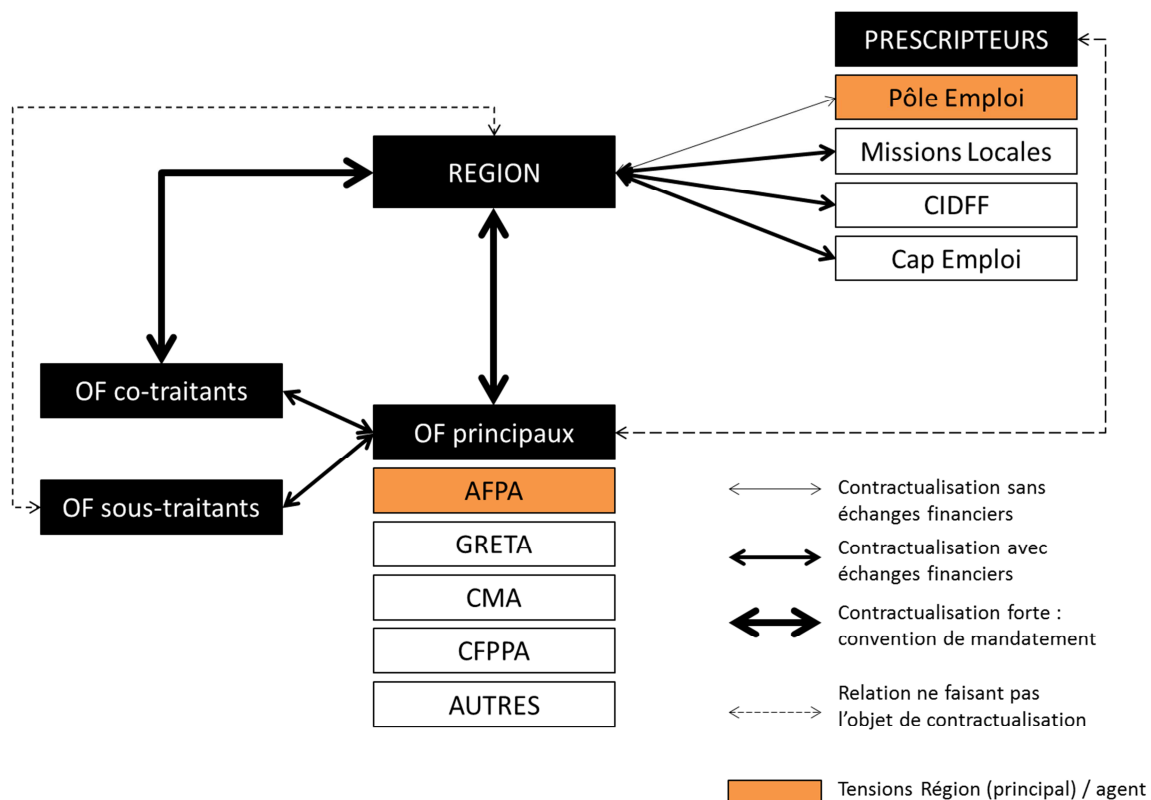 PRESCRIPTEURS
Pôle Emploi
Missions Locales
CIDFF
Cap Emploi
REGION
OF co-traitants
OF sous-traitants
OF principaux
AFPA
GRETA
CMA
CFPPA
AUTRES
Contractualisation sans
échanges financiers
Contractualisation avec
échanges financiers
Contractualisation forte :
convention de mandatement
Relation ne faisant pas
l'objet de contractualisation
Tensions Région (principal) / agent